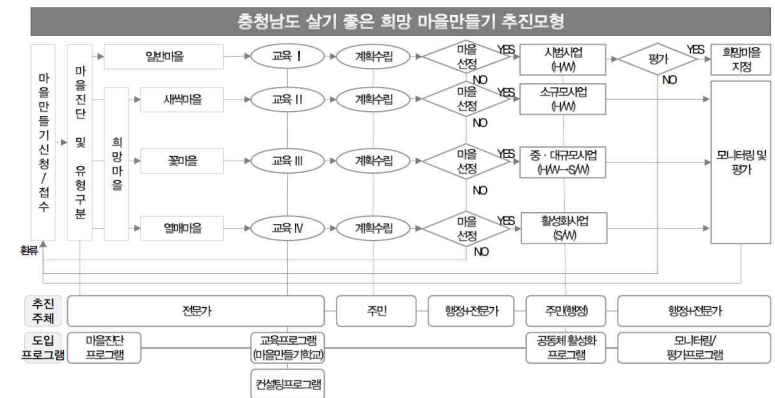 충청남도 살기 좋은 희망 마을만들기 추진모형
마을만들기신청/접수
마을진단 및 유형구분
희망마을
일반마을
교육 Ⅰ
계획수립
마을
선정
YES
NO
시범사업
(H/W)
평가
YES
NO
희망마을
지정
새싹마을
교육 Ⅱ
계획수립
마을
선정
YES
NO
소규모사업
(H/W)
꽃마을
교육 Ⅲ
계획수립
마을
선정
YES
NO
중·대규모사업
(H/W→S/W)
모니터링 및
평가
열매마을
교육 Ⅳ
계획수립
마을
선정
YES
NO
활성화사업
(S/W)
환류
추진
주체
전문가
주민
행정+전문가
주민(행정)
행정+전문가
도입
프로그램
마을진단
프로그램
교육프로그램
(마을만들기학교)
공동체 활성화
프로그램
모니터링/
평가프로그램
컨설팅프로그램